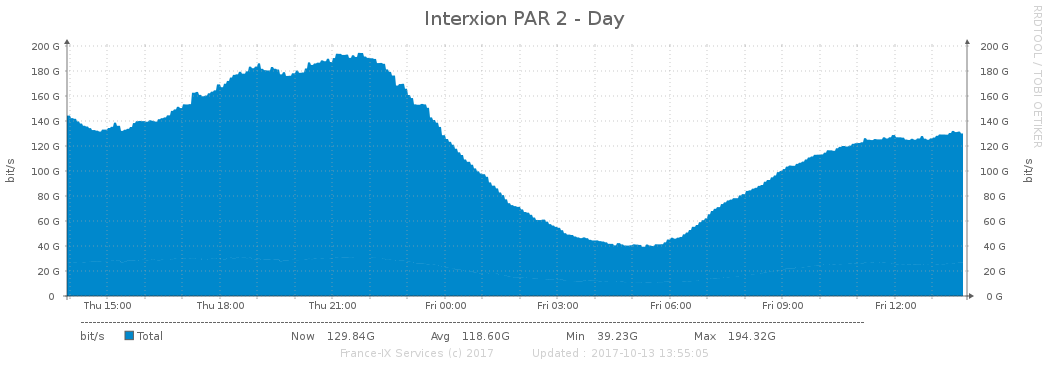 Interxion PAR 2 - Day
RRDTOOL / TOBI OETIKER
bit/s
bit/s
200 G 200 G
180 G 180 G
160 G 160 G
140 G 140 G
120 G 120 G
100 G 100 G
80 G 80 G
60 G 60 G
40 G 40 G
20 G 20 G
0 0 G
Thu 15:00 Thu 18:00 Thu 21:00 Fri 00:00 Fri 03:00 Fri 06:00 Fri 09:00 Fri 12:00
bit/s Total Now 129.84G Avg 118.60G Min 39.23G Max 194.32G
France-IX Services (c) 2017 Updated : 2017-10-13 13:55:05